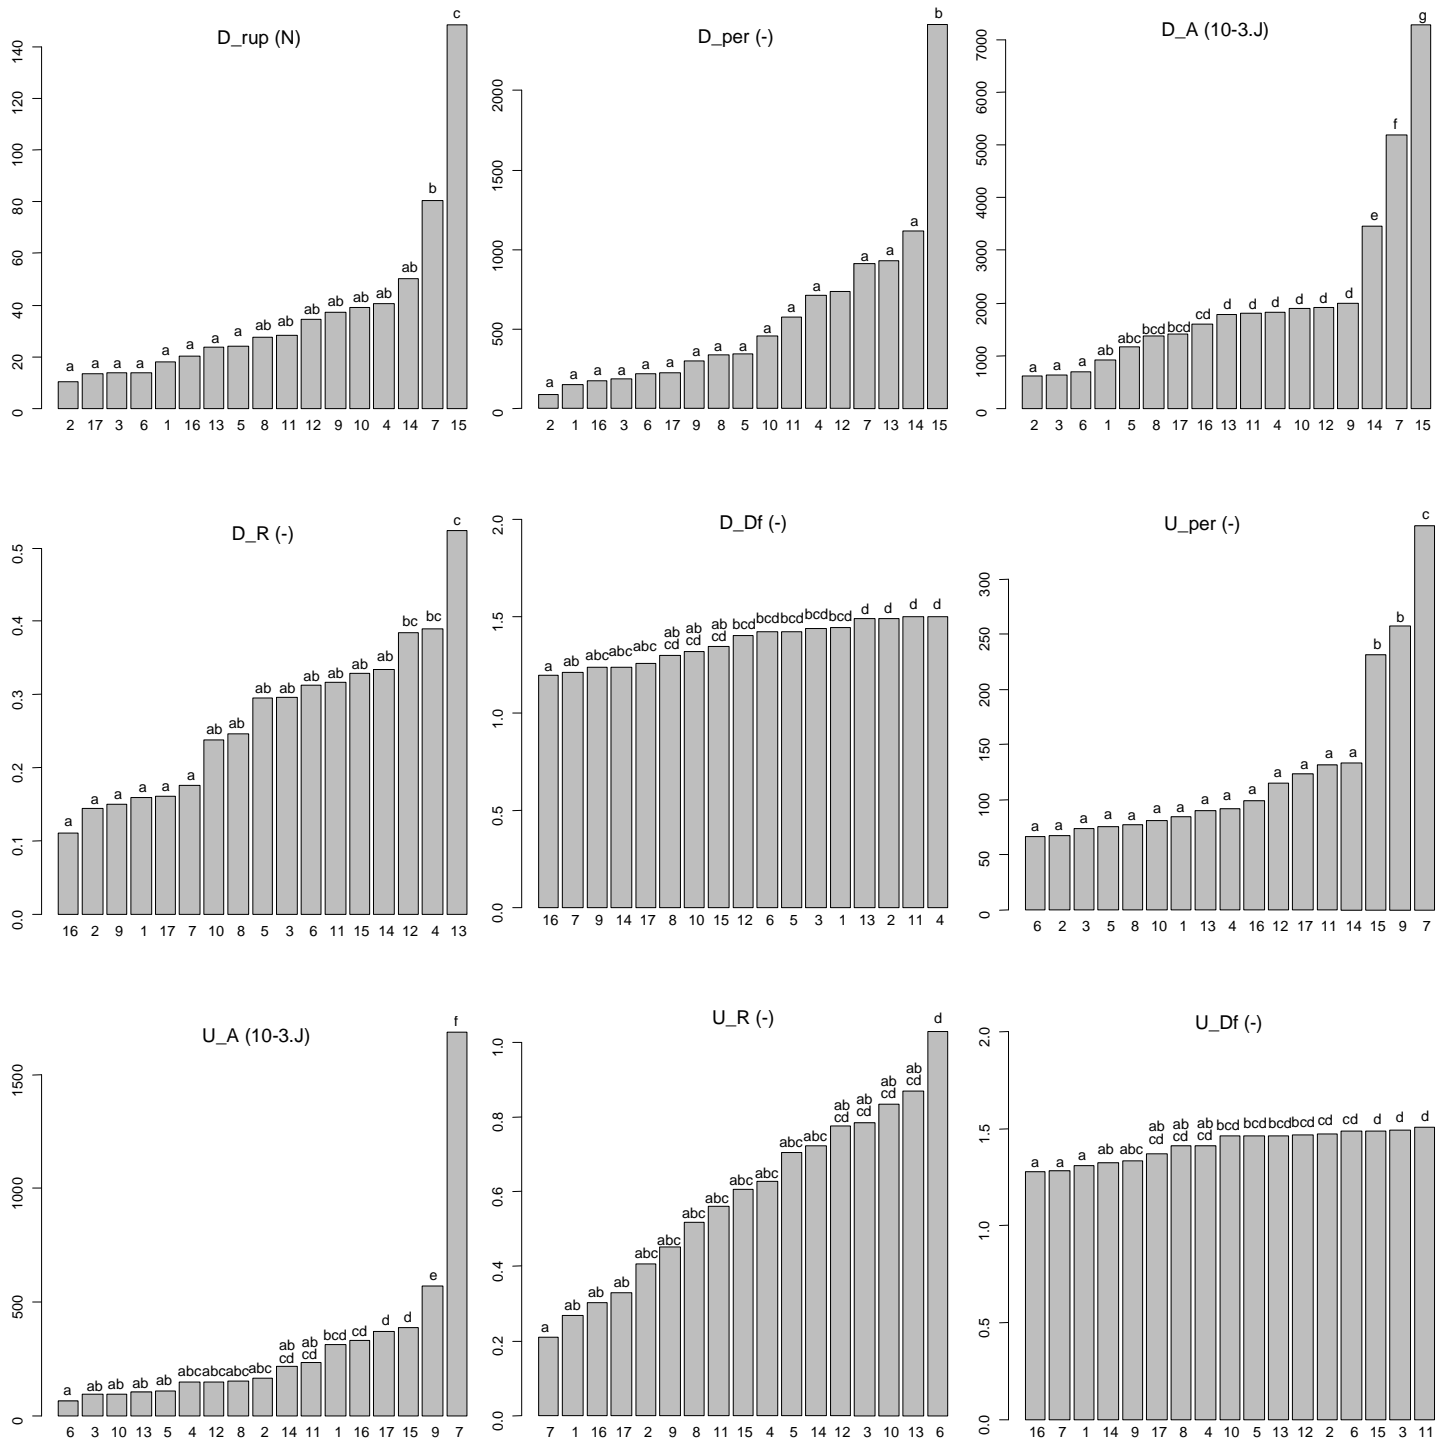 D_rup (N)
0 20 40 60 80 100 120 140
a a a a a a a a ab ab ab ab ab ab ab b c
2 17 3 6 1 16 13 5 8 11 12 9 10 4 14 7 15
D_per (-)
0 500 1000 1500 2000
a a a a a a a a a a a a a a a b
2 1 16 3 6 17 9 8 5 10 11 4 12 7 13 14 15
D_A (10-3.J)
0 1000 2000 3000 4000 5000 6000 7000
a a a ab abc bcd bcd cd d d d d d d e f g
2 3 6 1 5 8 17 16 13 11 4 10 12 9 14 7 15
D_R (-)
0.0 0.1 0.2 0.3 0.4 0.5
a a a a a a ab ab ab ab ab ab ab ab bc bc c
16 2 9 1 17 7 10 8 5 3 6 11 15 14 12 4 13
D_Df (-)
0.0 0.5 1.0 1.5 2.0
ab ab ab
a ab abc abc abc cd cd cd bcd bcd bcd bcd bcd d d d d
16 7 9 14 17 8 10 15 12 6 5 3 1 13 2 11 4
U_per (-)
0 50 100 150 200 250 300
a a a a a a a a a a a a a a b b c
6 2 3 5 8 10 1 13 4 16 12 17 11 14 15 9 7
U_A (10-3.J)
0 500 1000 1500
ab ab
a ab ab ab ab abc abc abc abc cd cd bcd cd d d e f
6 3 10 13 5 4 12 8 2 14 11 1 16 17 15 9 7
U_R (-)
0.0 0.2 0.4 0.6 0.8 1.0
ab ab ab ab
a ab ab ab abc abc abc abc abc abc abc abc cd cd cd cd d
7 1 16 17 2 9 8 11 15 4 5 14 12 3 10 13 6
U_Df (-)
0.0 0.5 1.0 1.5 2.0
ab ab ab
a a a ab abc cd cd cd bcd bcd bcd bcd cd cd d d d
16 7 1 14 9 17 8 4 10 5 13 12 2 6 15 3 11